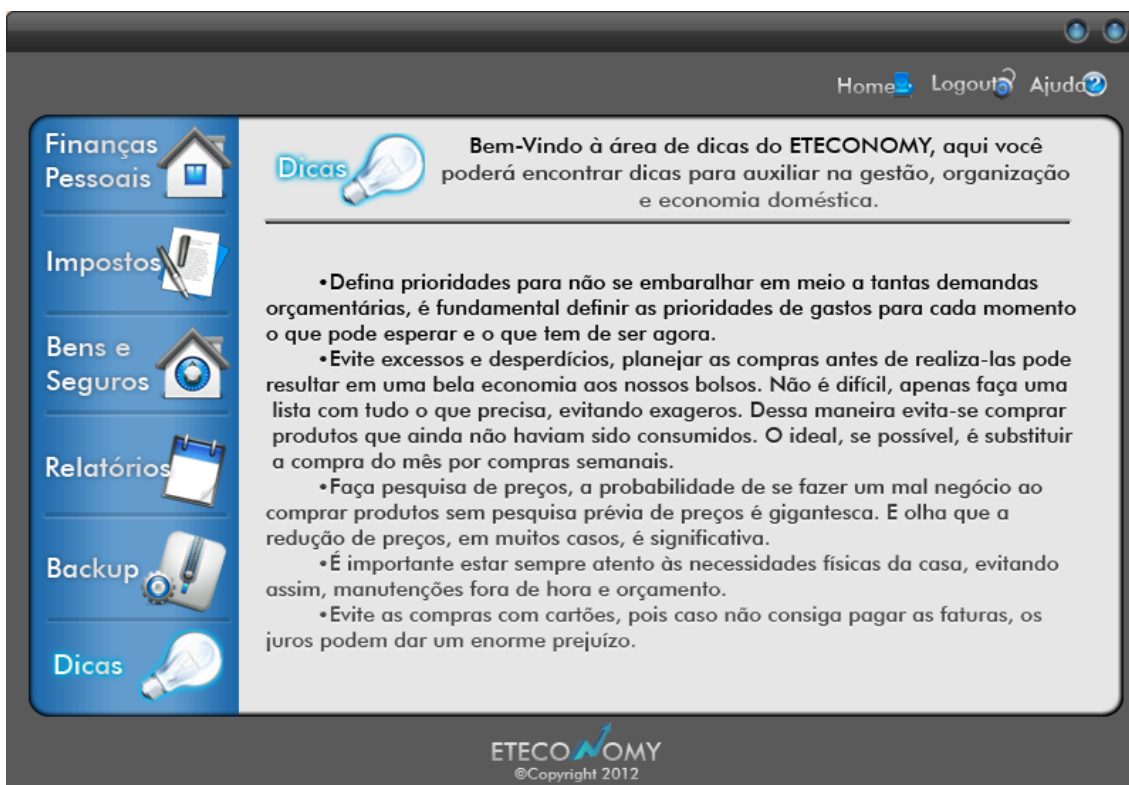 Home Logout Ajuda
Finanças
Pessoais
Impostos
Bens e
Seguros
Relatórios
Backup
Dicas
Dicas
Bem-Vindo à área de dicas do ETECONOMY, aqui você
poderá encontrar dicas para auxiliar na gestão, organização
e economia doméstica.
•Defina prioridades para não se embaralhar em meio a tantas demandas
orçamentárias, é fundamental definir as prioridades de gastos para cada momento
o que pode esperar e o que tem de ser agora.
•Evite excessos e desperdícios, planejar as compras antes de realiza-las pode
resultar em uma bela economia aos nossos bolsos. Não é difícil, apenas faça uma
lista com tudo o que precisa, evitando exageros. Dessa maneira evita-se comprar
produtos que ainda não haviam sido consumidos. O ideal, se possível, é substituir
a compra do mês por compras semanais.
•Faça pesquisa de preços, a probabilidade de se fazer um mal negócio ao
comprar produtos sem pesquisa prévia de preços é gigantesca. E olha que a
redução de preços, em muitos casos, é significativa.
•É importante estar sempre atento às necessidades físicas da casa, evitando
assim, manutenções fora de hora e orçamento.
•Evite as compras com cartões, pois caso não consiga pagar as faturas, os
juros podem dar um enorme prejuízo.
ETECONOMY
©Copyright 2012